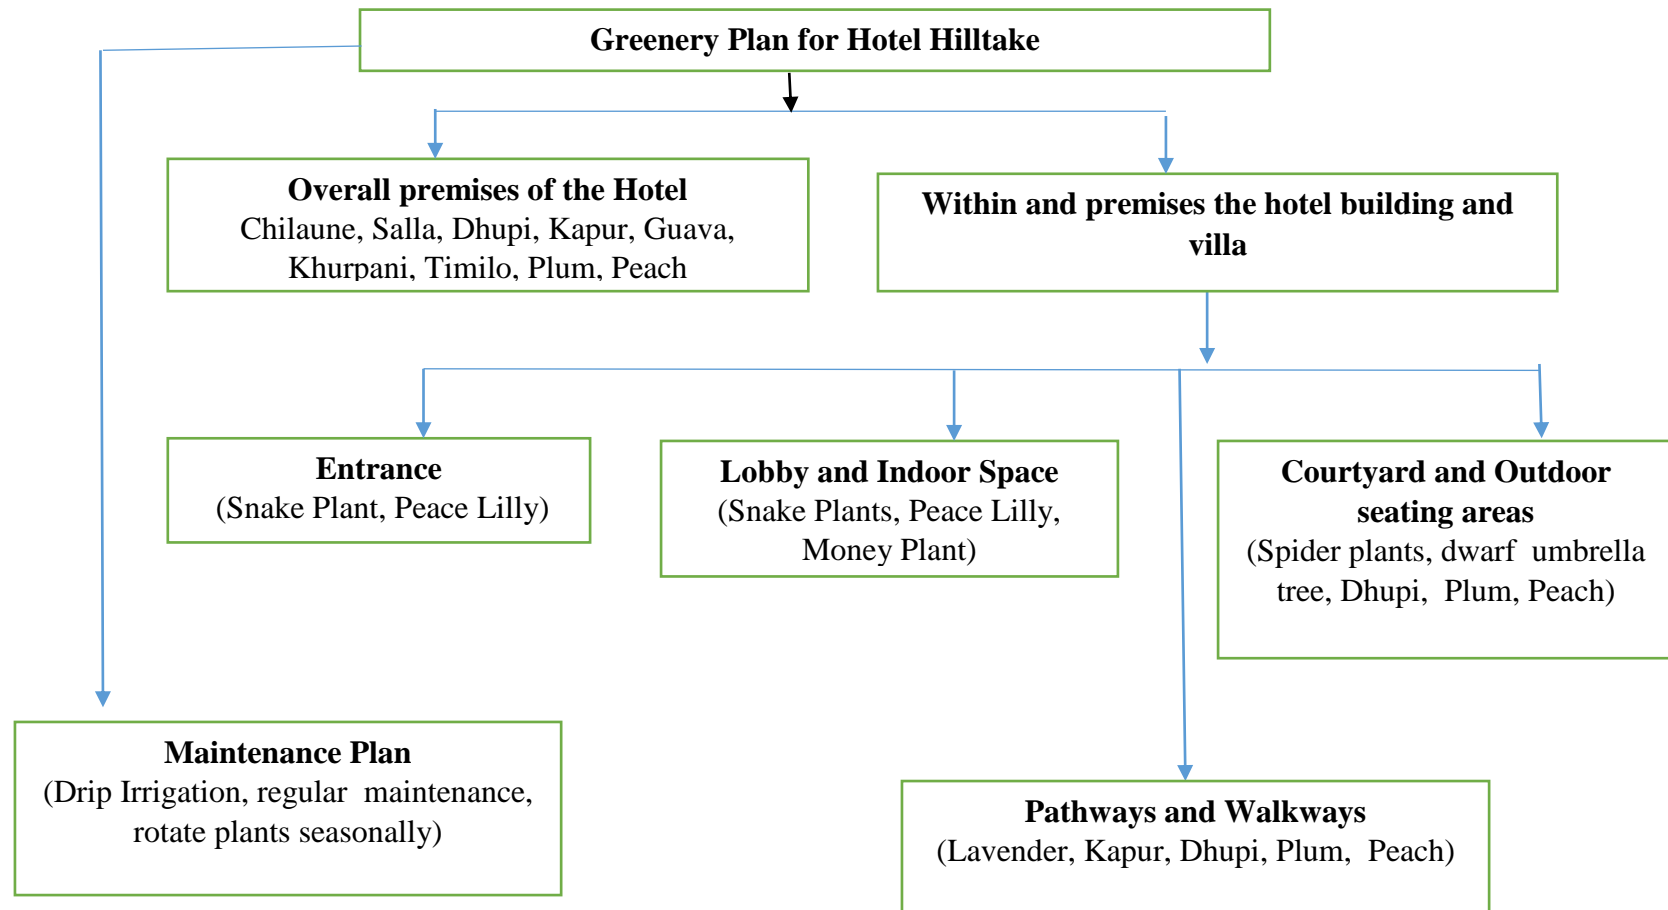 Greenery Plan for Hotel Hilltake
Overall premises of the Hotel
Chilaune, Salla, Dhupi, Kapur, Guava,
Khurpani, Timilo, Plum, Peach
Within and premises the hotel building and
villa
Entrance
(Snake Plant, Peace Lilly)
Lobby and Indoor Space
(Snake Plants, Peace Lilly,
Money Plant)
Courtyard and Outdoor
seating areas
(Spider plants, dwarf umbrella
tree, Dhupi, Plum, Peach)
Maintenance Plan
(Drip Irrigation, regular maintenance,
rotate plants seasonally)
Pathways and Walkways
(Lavender, Kapur, Dhupi, Plum, Peach)